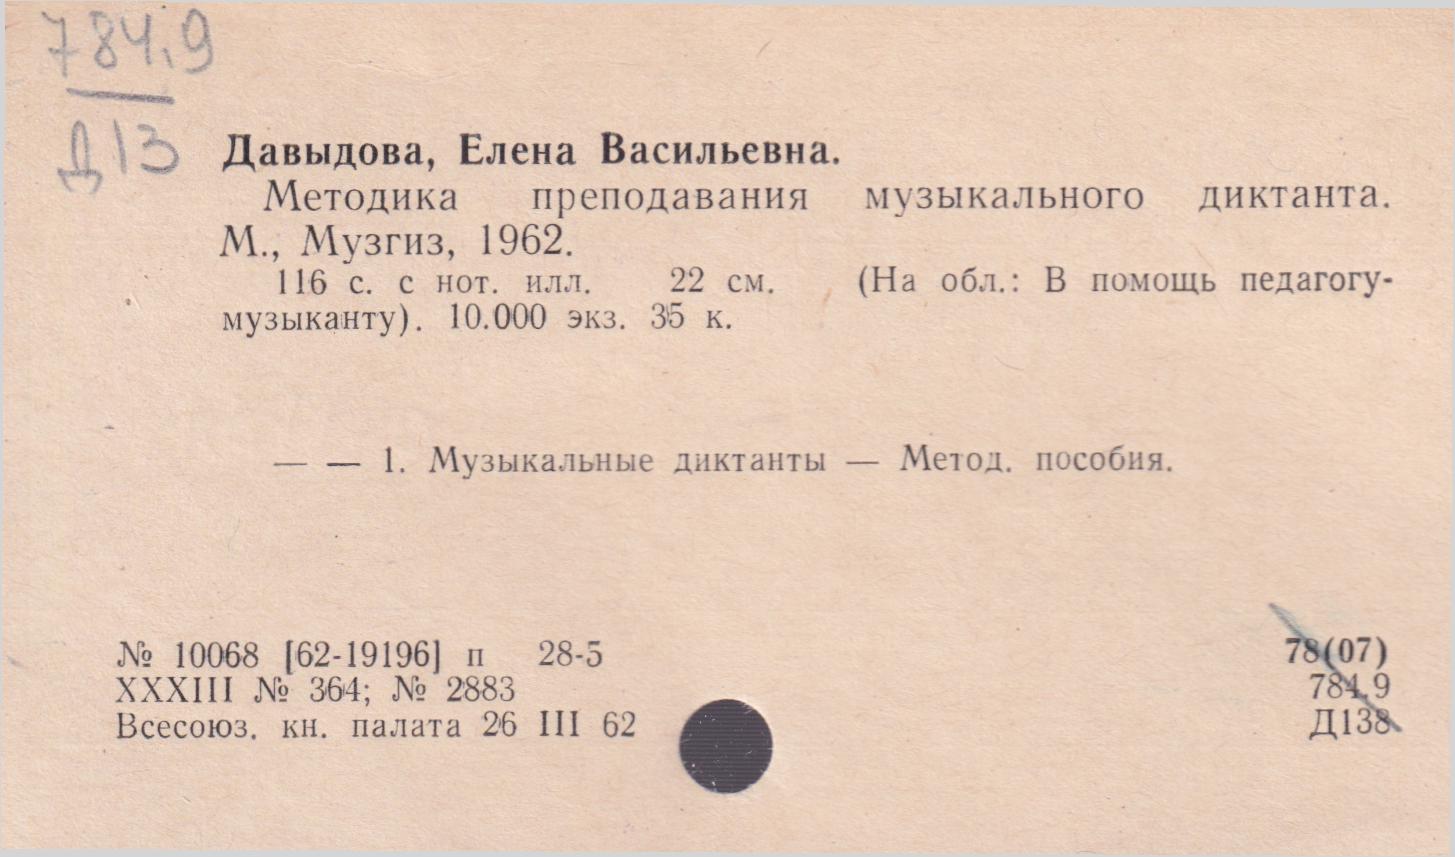 784.9
Д13
Давыдова, Елена Васильевна.
Методика преподавания музыкального диктанта.
М., Музгиз, 1962.
116 с. с нот. илл. 22 см. (На обл.: В помощь педагогу-
музыканту). 10.000 экз. 35 к.
— — 1. Музыкальные диктанты — Метод. пособия.
№ 10068 [62-19196] п 28-5
XXXIII № 364; № 2883
Всесоюз. кн. палата 26 III 62
78(07)
784.9
Д138